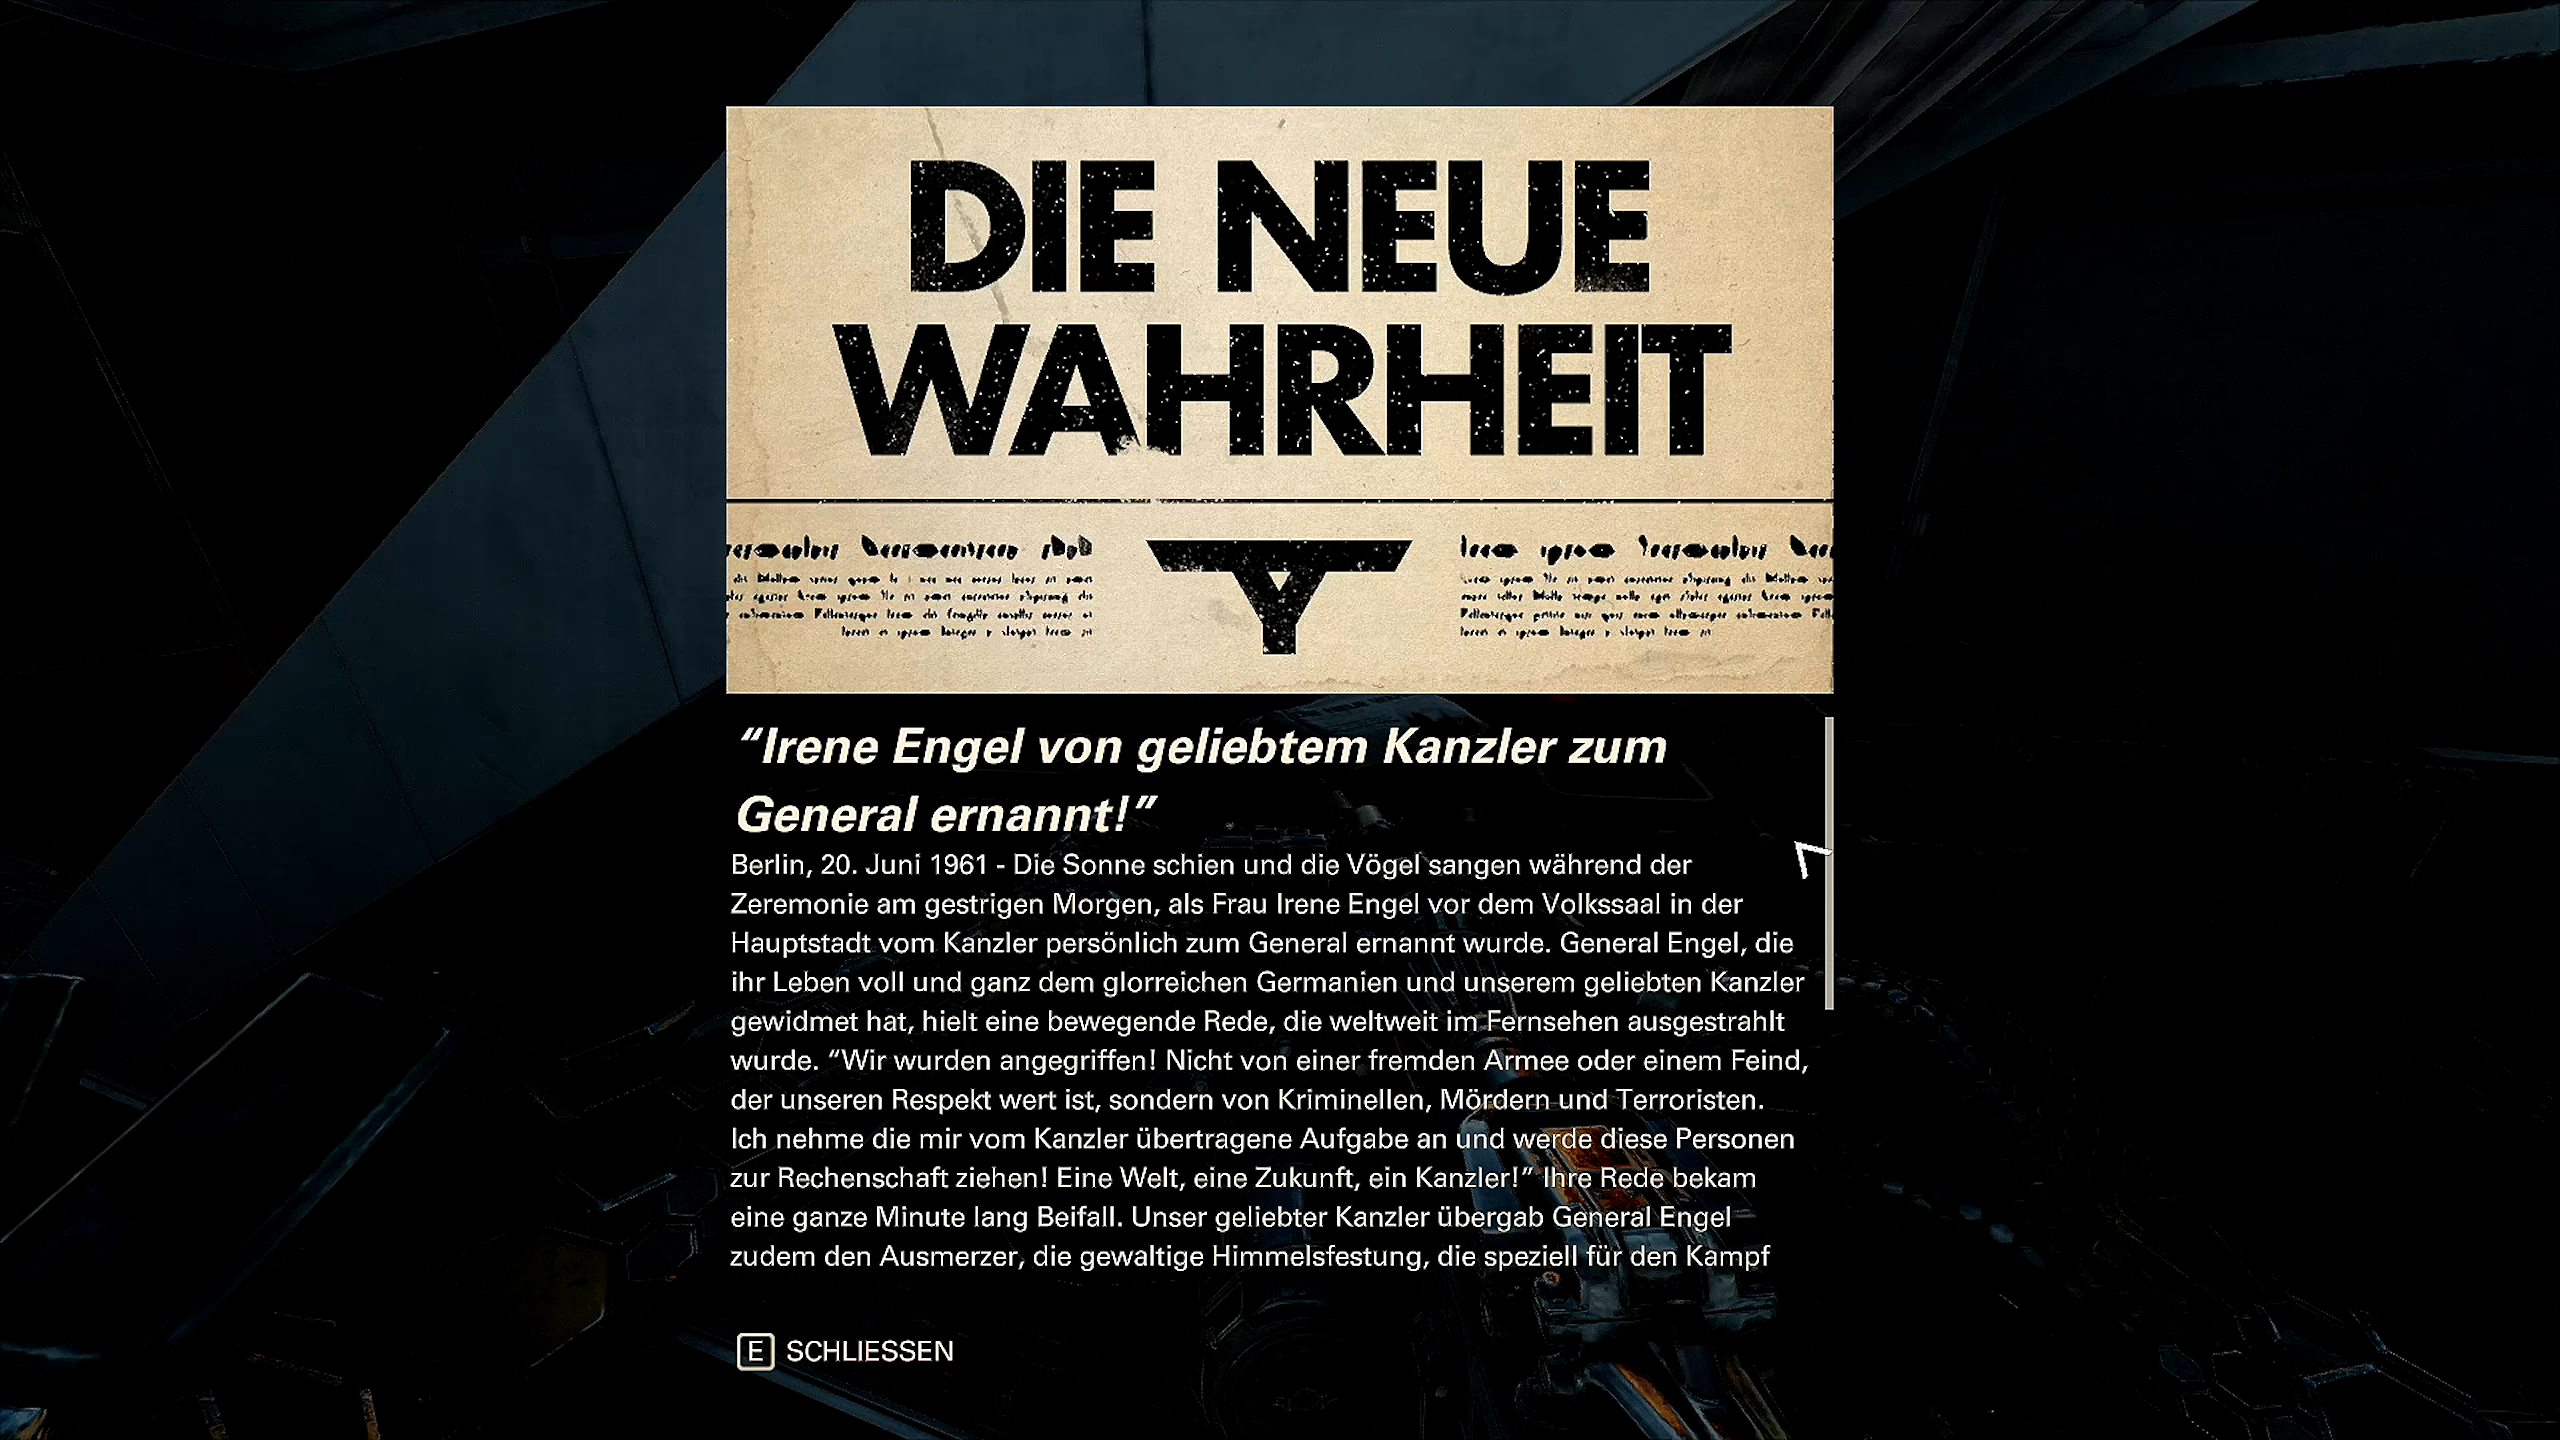 DIE NEUE
WAHRHEIT
“Irene Engel von geliebtem Kanzler zum
General ernannt!”
Berlin, 20. Juni 1961 - Die Sonne schien und die Vögel sangen während der
Zeremonie am gestrigen Morgen, als Frau Irene Engel vor dem Volkssaal in der
Hauptstadt vom Kanzler persönlich zum General ernannt wurde. General Engel, die
ihr Leben voll und ganz dem glorreichen Germanien und unserem geliebten Kanzler
gewidmet hat, hielt eine bewegende Rede, die weltweit im Fernsehen ausgestrahlt
wurde. “Wir wurden angegriffen! Nicht von einer fremden Armee oder einem Feind,
der unseren Respekt wert ist, sondern von Kriminellen, Mördern und Terroristen.
Ich nehme die mir vom Kanzler übertragene Aufgabe an und werde diese Personen
zur Rechenschaft ziehen! Eine Welt, eine Zukunft, ein Kanzler!” Ihre Rede bekam
eine ganze Minute lang Beifall. Unser geliebter Kanzler übergab General Engel
zudem den Ausmerzer, die gewaltige Himmelsfestung, die speziell für den Kampf
E SCHLIESSEN